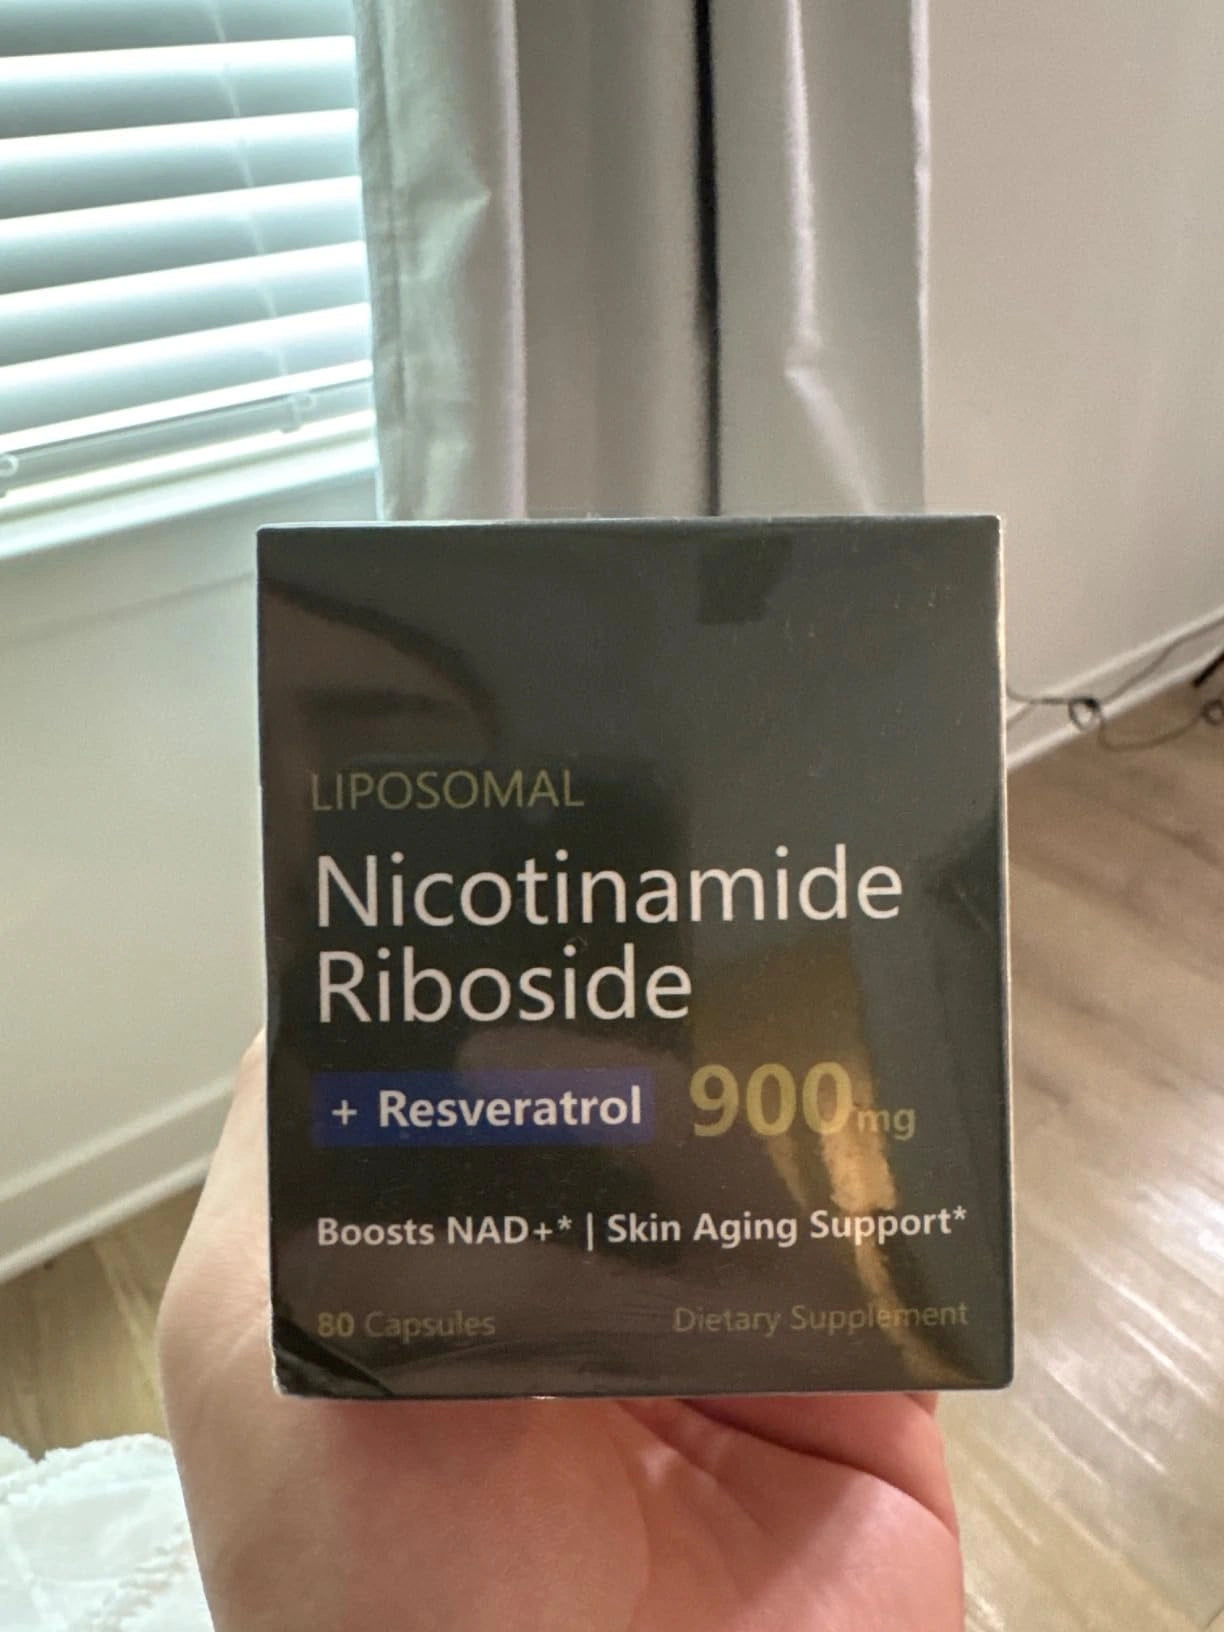 LIPOSOMAL
Nicotinamide
Riboside
+ Resveratrol 900mg
Boosts NAD+* | Skin Aging Support*
80 Capsules Dietary Supplement